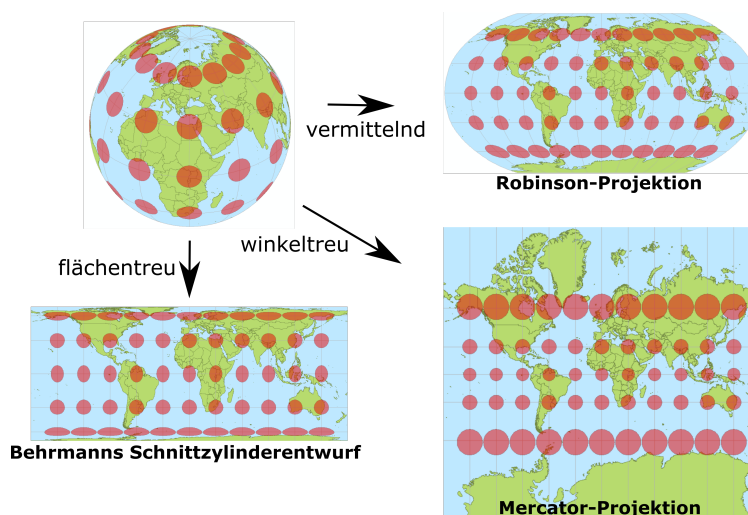 vermittelnd
Robinson-Projektion
winkeltreu
flächentreu
Behrmanns Schnittzylinderentwurf
Mercator-Projektion